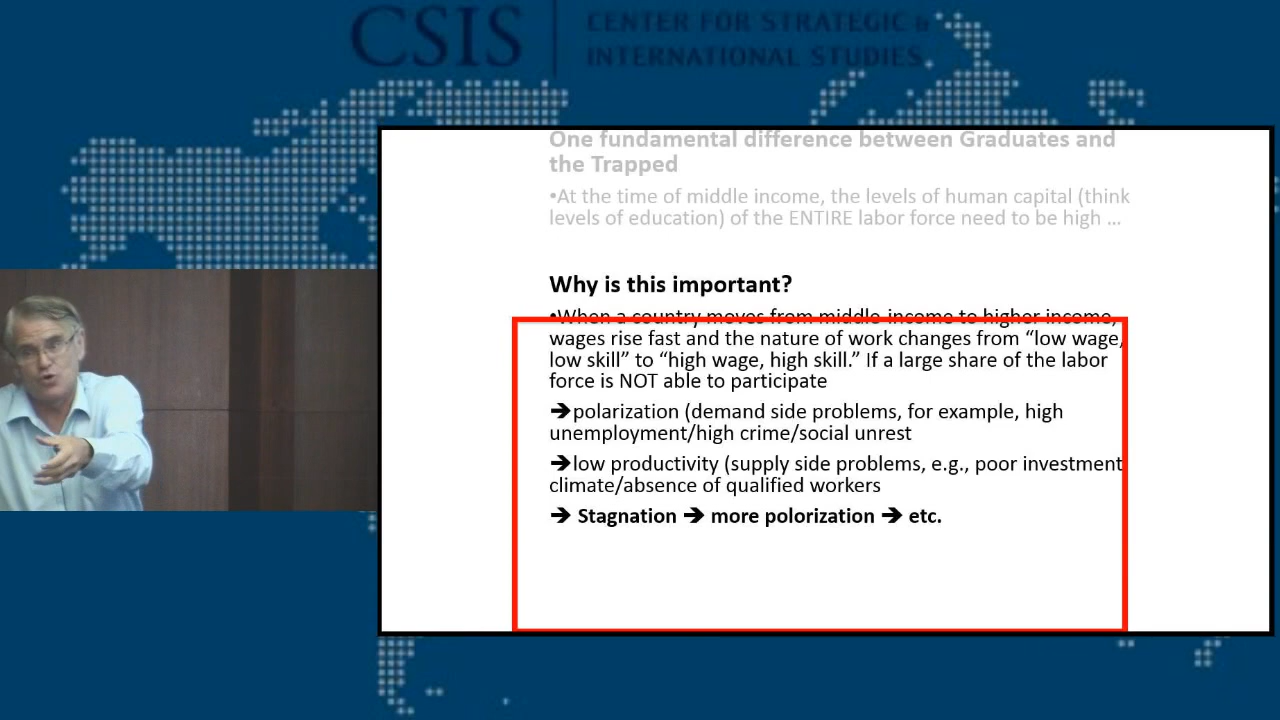 CSIS
CENTER FOR STRATEGIC &
INTERNATIONAL STUDIES
One fundamental difference between Graduates and
the Trapped
•At the time of middle income, the levels of human capital (think
levels of education) of the ENTIRE labor force need to be high ...
Why is this important?
•When a country moves from middle income to higher income,
wages rise fast and the nature of work changes from “low wage,
low skill” to “high wage, high skill.” If a large share of the labor
force is NOT able to participate
➔polarization (demand side problems, for example, high
unemployment/high crime/social unrest
➔low productivity (supply side problems, e.g., poor investment
climate/absence of qualified workers
➔ Stagnation ➔ more polorization ➔ etc.